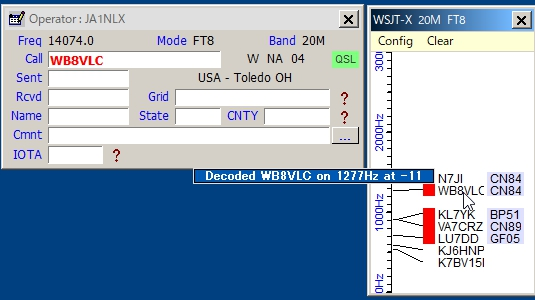 Operator : JA1NLX
Freq 14074.0 Mode FT8 Band 20M
Call WB8VLC W NA 04 QSL
Sent USA - Toledo OH
Rcvd Grid ?
Name State CNTY ?
Cmnt ...
IOTA ?
Decoded WB8VLC on 1277Hz at -11
WSJT-X 20M FT8
Config Clear
300
2000Hz
1000Hz
0Hz
N7JI CN84
WB8VLC CN84
KL7YK BP51
VA7CRZ CN89
LU7DD GF05
KJ6HNP
K7BV15